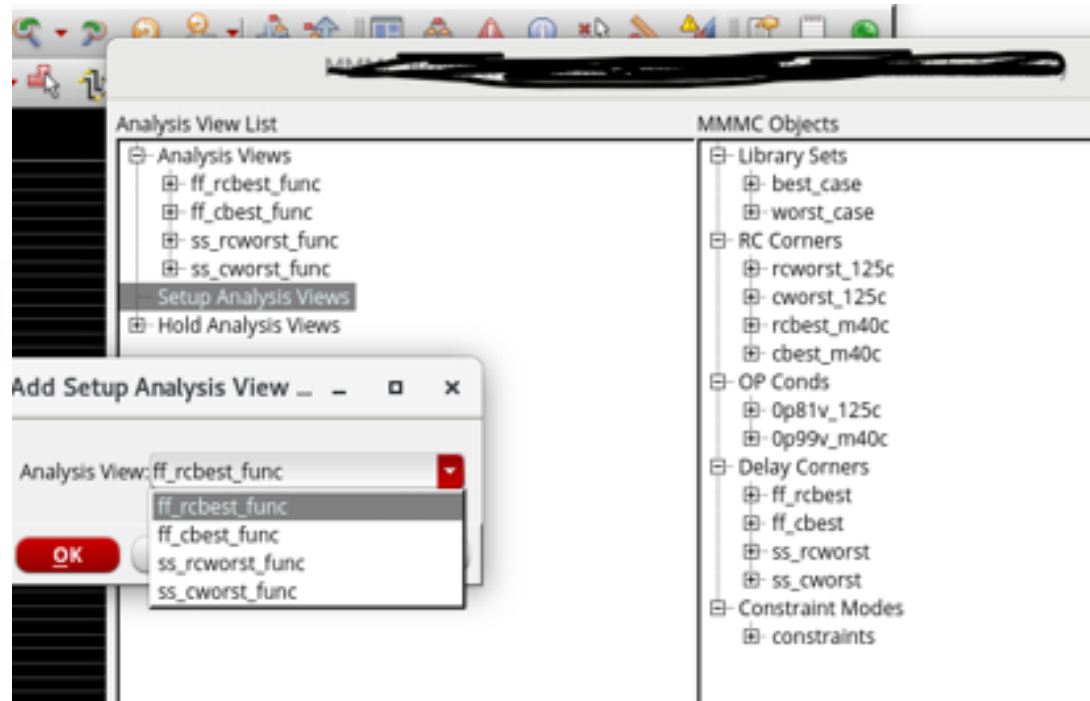 Analysis View List
MMMC Objects
Analysis Views
ff_rcbest_func
ff_cbest_func
ss_rcworst_func
ss_cworst_func
Setup Analysis Views
Hold Analysis Views
Library Sets
best_case
worst_case
RC Corners
rcworst_125c
cworst_125c
rcbest_m40c
cbest_m40c
OP Conds
0p81v_125c
0p99v_m40c
Delay Corners
ff_rcbest
ff_cbest
ss_rcworst
ss_cworst
Constraint Modes
constraints
Add Setup Analysis View ...
Analysis View: ff_rcbest_func
ff_rcbest_func
ff_cbest_func
ss_rcworst_func
ss_cworst_func
OK